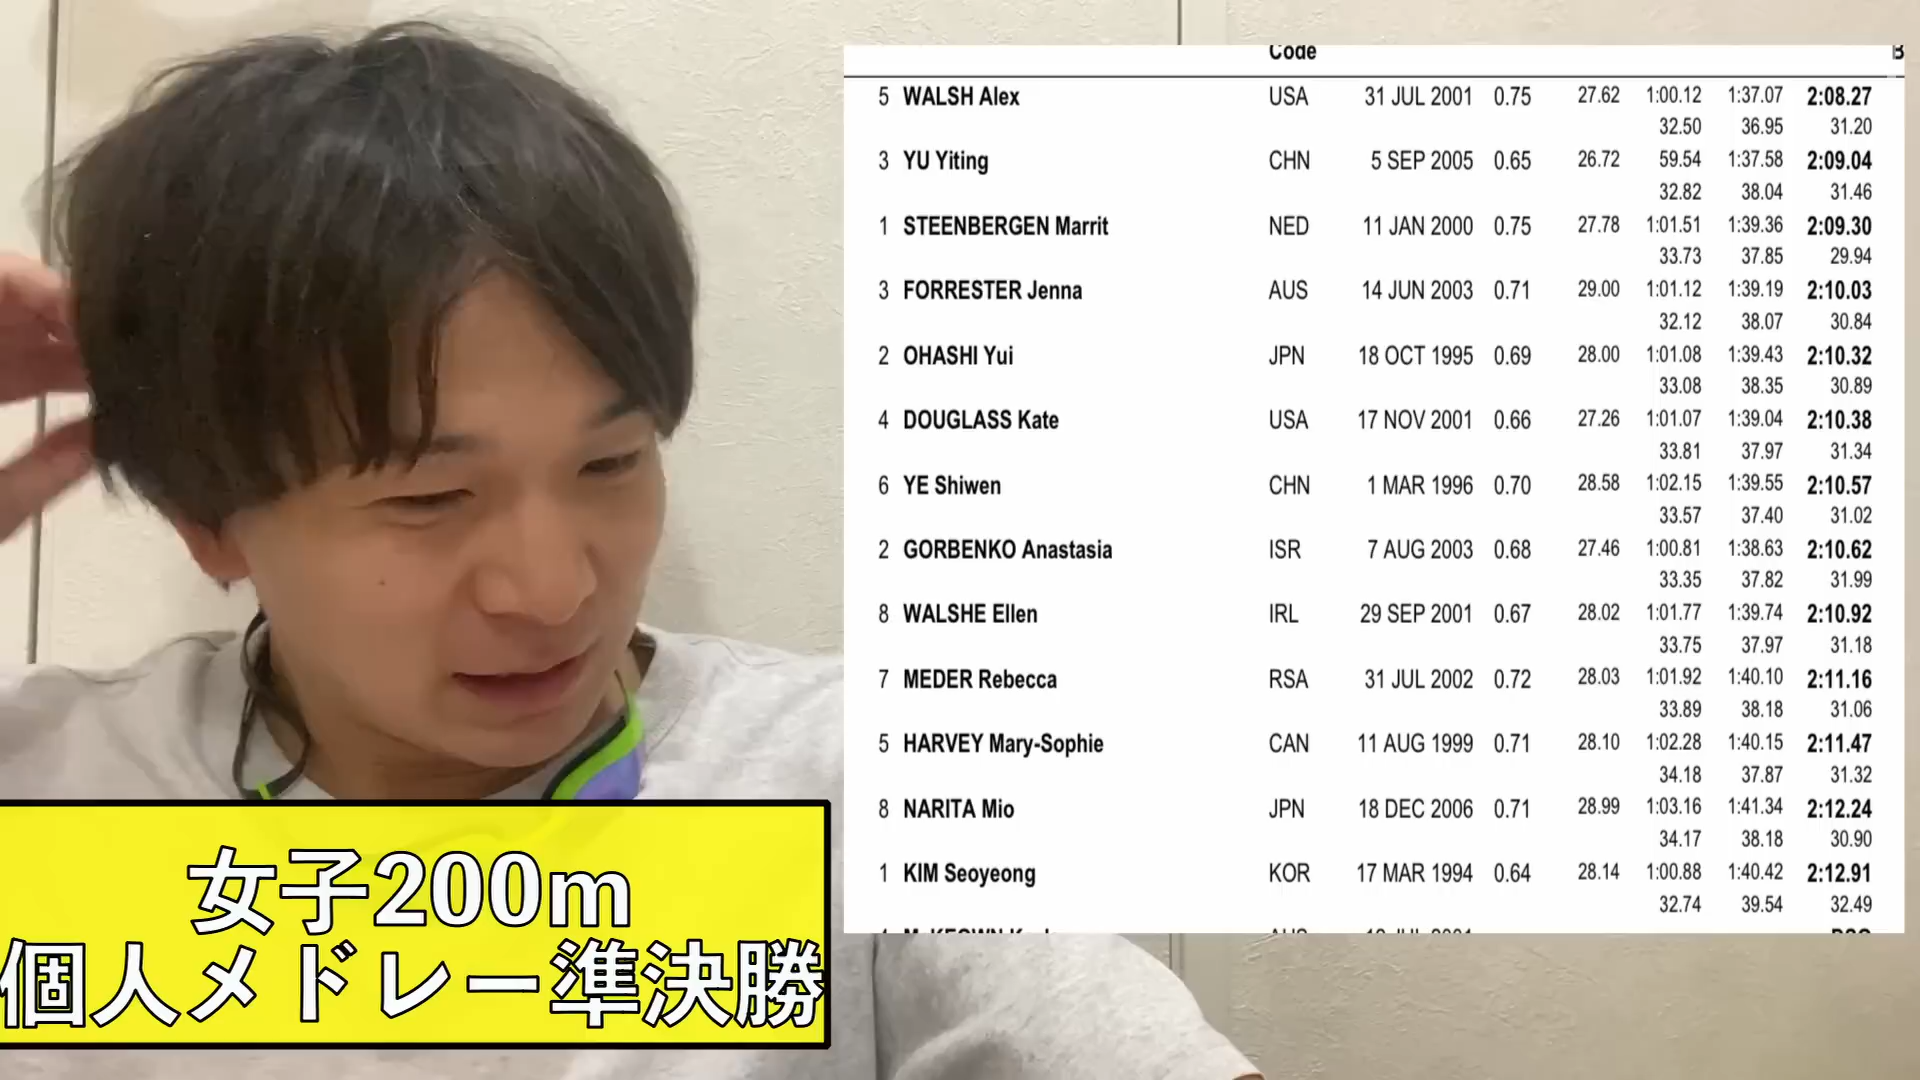 Code B
5 WALSH Alex USA 31 JUL 2001 0.75 27.62 1:00.12 1:37.07 2:08.27
32.50 36.95 31.20
3 YU Yiting CHN 5 SEP 2005 0.65 26.72 59.54 1:37.58 2:09.04
32.82 38.04 31.46
1 STEENBERGEN Marrit NED 11 JAN 2000 0.75 27.78 1:01.51 1:39.36 2:09.30
33.73 37.85 29.94
3 FORRESTER Jenna AUS 14 JUN 2003 0.71 29.00 1:01.12 1:39.19 2:10.03
32.12 38.07 30.84
2 OHASHI Yui JPN 18 OCT 1995 0.69 28.00 1:01.08 1:39.43 2:10.32
33.08 38.35 30.89
4 DOUGLASS Kate USA 17 NOV 2001 0.66 27.26 1:01.07 1:39.04 2:10.38
33.81 37.97 31.34
6 YE Shiwen CHN 1 MAR 1996 0.70 28.58 1:02.15 1:39.55 2:10.57
33.57 37.40 31.02
2 GORBENKO Anastasia ISR 7 AUG 2003 0.68 27.46 1:00.81 1:38.63 2:10.62
33.35 37.82 31.99
8 WALSHE Ellen IRL 29 SEP 2001 0.67 28.02 1:01.77 1:39.74 2:10.92
33.75 37.97 31.18
7 MEDER Rebecca RSA 31 JUL 2002 0.72 28.03 1:01.92 1:40.10 2:11.16
33.89 38.18 31.06
5 HARVEY Mary-Sophie CAN 11 AUG 1999 0.71 28.10 1:02.28 1:40.15 2:11.47
34.18 37.87 31.32
8 NARITA Mio JPN 18 DEC 2006 0.71 28.99 1:03.16 1:41.34 2:12.24
34.17 38.18 30.90
1 KIM Seoyeong KOR 17 MAR 1994 0.64 28.14 1:00.88 1:40.42 2:12.91
32.74 39.54 32.49
女子200m
個人メドレー準決勝